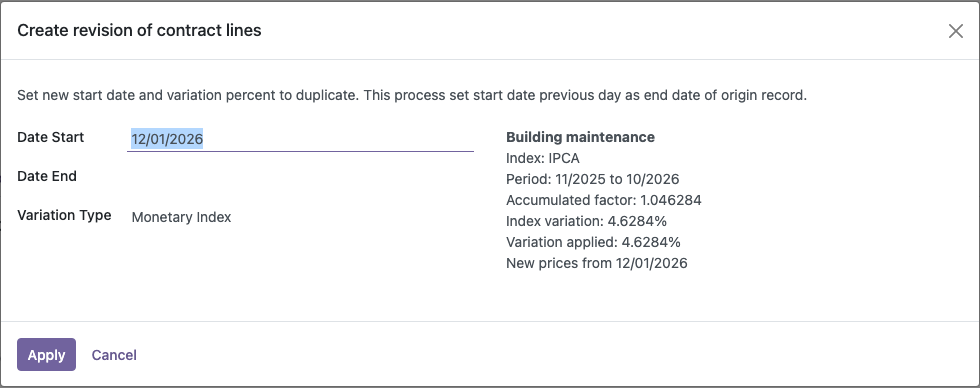 Create revision of contract lines
Set new start date and variation percent to duplicate. This process set start date previous day as end date of origin record.
Date Start
12/01/2026
Date End
Variation Type
Monetary Index
Building maintenance
Index: IPCA
Period: 11/2025 to 10/2026
Accumulated factor: 1.046284
Index variation: 4.6284%
Variation applied: 4.6284%
New prices from 12/01/2026
Apply
Cancel